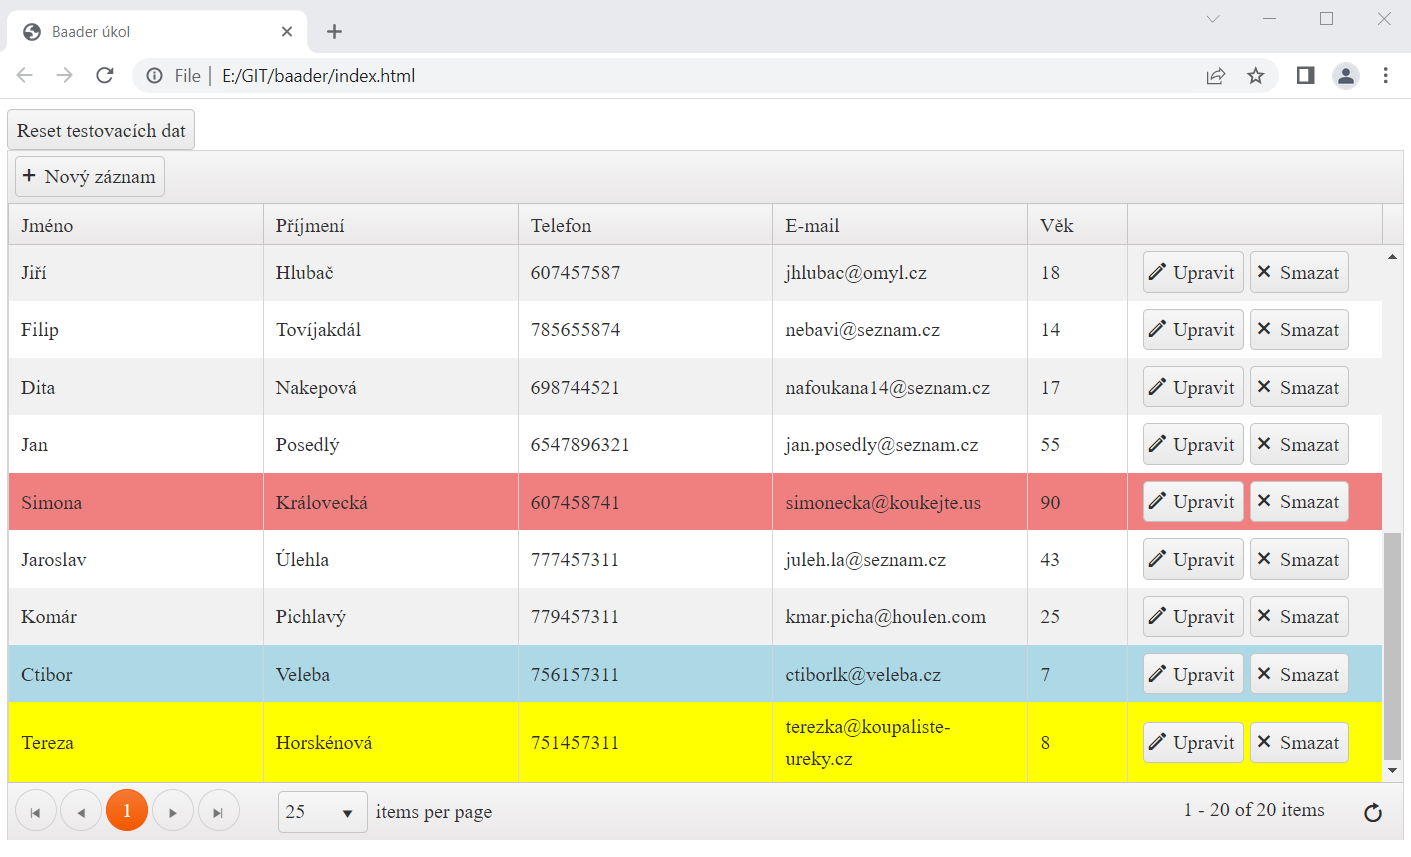 Baader úkol
File E:/GIT/baader/index.html
Reset testovacích dat
Nový záznam
Jméno Příjmení Telefon E-mail Věk
Jiří Hlubač 607457587 jhlubac@omyl.cz 18 Upravit Smazat
Filip Tovíjakdál 785655874 nebavi@seznam.cz 14 Upravit Smazat
Dita Nakepová 698744521 nafoukana14@seznam.cz 17 Upravit Smazat
Jan Posedlý 6547896321 jan.posedly@seznam.cz 55 Upravit Smazat
Simona Královecká 607458741 simonecka@koukejte.us 90 Upravit Smazat
Jaroslav Úlehla 777457311 juleh.la@seznam.cz 43 Upravit Smazat
Komár Pichlavý 779457311 kmar.picha@houlen.com 25 Upravit Smazat
Ctibor Veleba 756157311 ctiborlk@veleba.cz 7 Upravit Smazat
Tereza Horskénová 751457311 terezka@koupaliste-
ureky.cz 8 Upravit Smazat
1 25 items per page 1 - 20 of 20 items